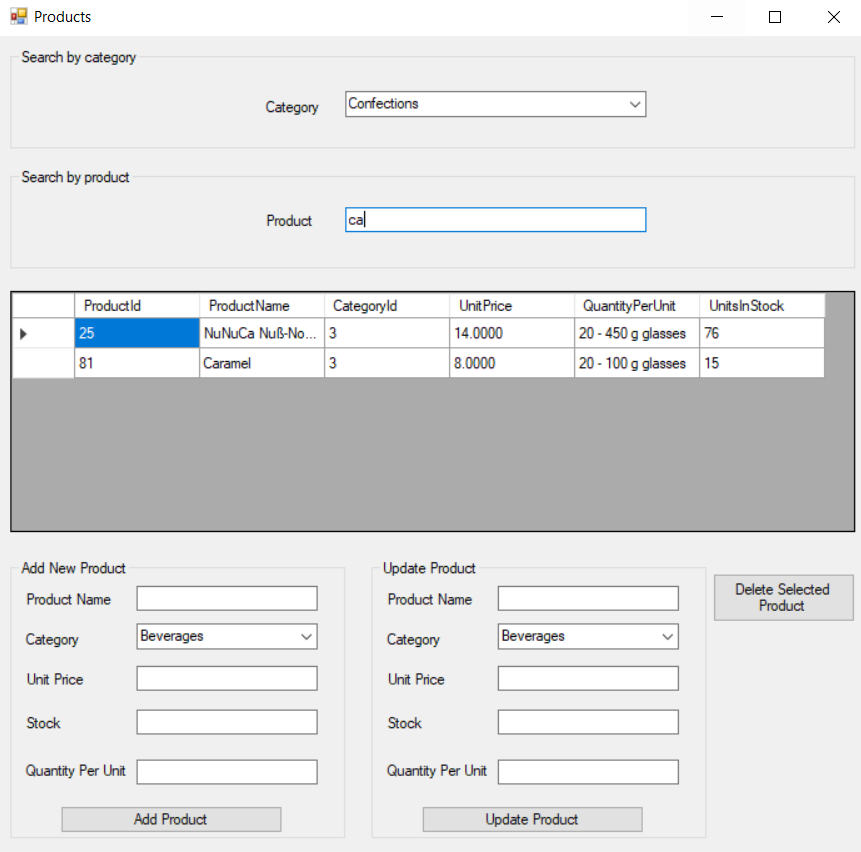 Products
Search by category
Category Confections
Search by product
Product ca
ProductId ProductName CategoryId UnitPrice QuantityPerUnit UnitsInStock
25 NuNuCa Nuß-No... 3 14.0000 20 - 450 g glasses 76
81 Caramel 3 8.0000 20 - 100 g glasses 15
Add New Product
Product Name
Category Beverages
Unit Price
Stock
Quantity Per Unit
Add Product
Update Product
Product Name
Category Beverages
Unit Price
Stock
Quantity Per Unit
Update Product
Delete Selected
Product